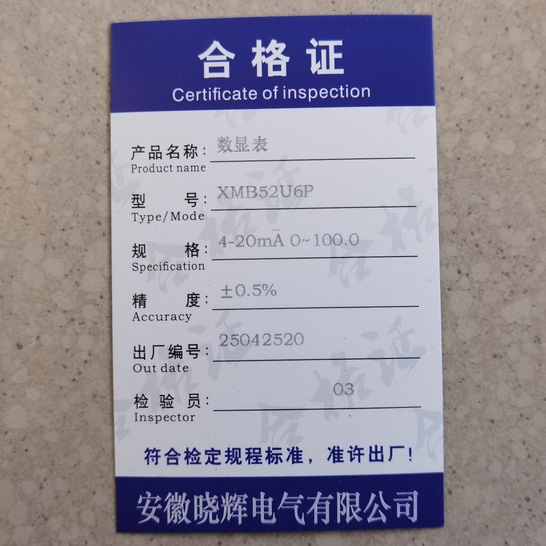 合格证
Certificate of inspection
产品名称：数显表
Product name
型 号：XMB52U6P
Type/Mode
规 格：4-20mA 0~100.0
Specification
精 度：±0.5%
Accuracy
出厂编号：25042520
Out date
检验员：03
Inspector
符合检定规程标准，准许出厂！
安徽晓辉电气有限公司